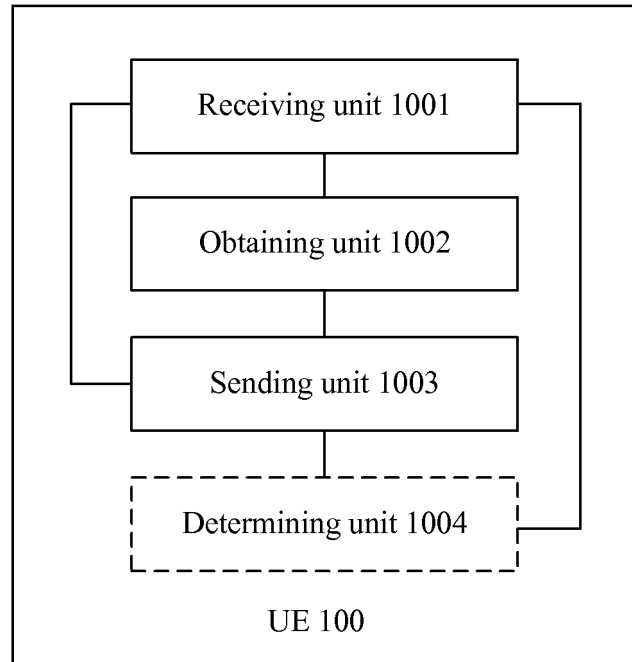 Receiving unit 1001
Obtaining unit 1002
Sending unit 1003
Determining unit 1004
UE 100